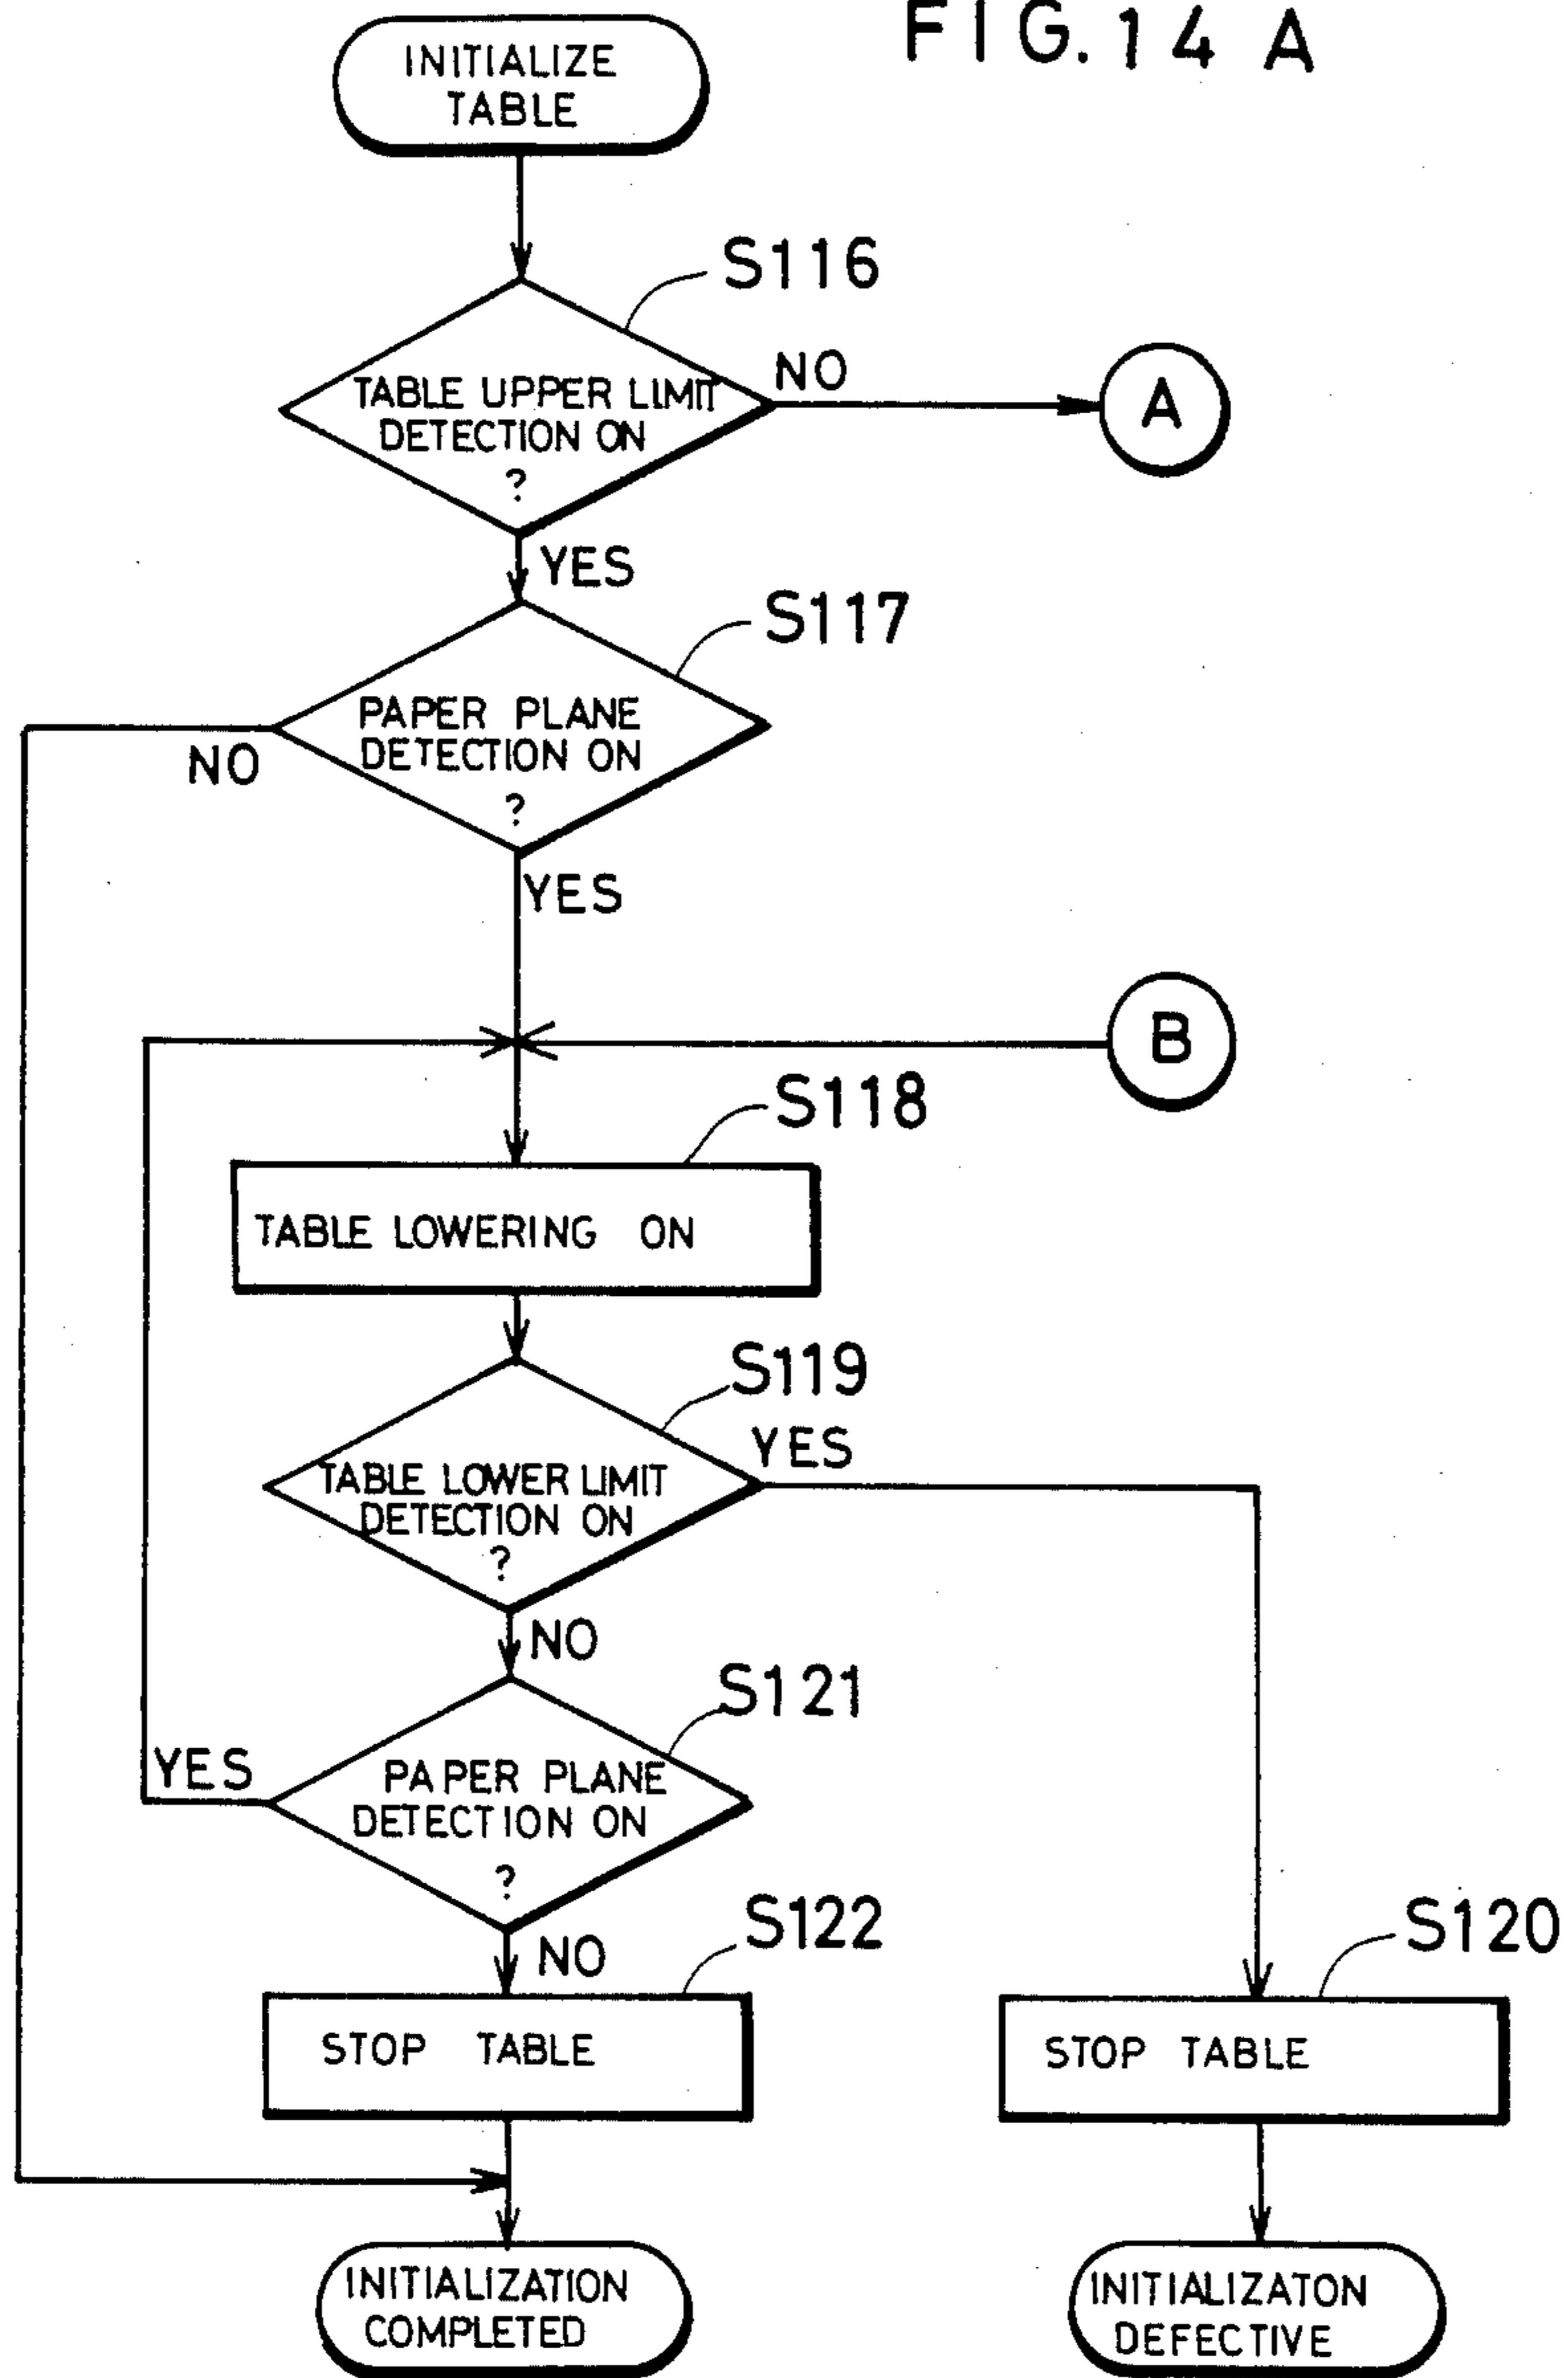 FIG. 14 A
INITIALIZE
TABLE
S116
TABLE UPPER LIMIT
DETECTION ON
?
NO
A
YES
S117
PAPER PLANE
DETECTION ON
?
NO
YES
B
S118
TABLE LOWERING ON
S119
TABLE LOWER LIMIT
DETECTION ON
?
YES
NO
S121
PAPER PLANE
DETECTION ON
?
YES
NO
S122
STOP TABLE
S120
STOP TABLE
INITIALIZATION
COMPLETED
INITIALIZATON
DEFECTIVE